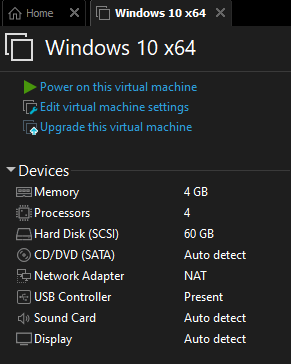 Home Windows 10 x64
Windows 10 x64
Power on this virtual machine
Edit virtual machine settings
Upgrade this virtual machine
Devices
Memory 4 GB
Processors 4
Hard Disk (SCSI) 60 GB
CD/DVD (SATA) Auto detect
Network Adapter NAT
USB Controller Present
Sound Card Auto detect
Display Auto detect